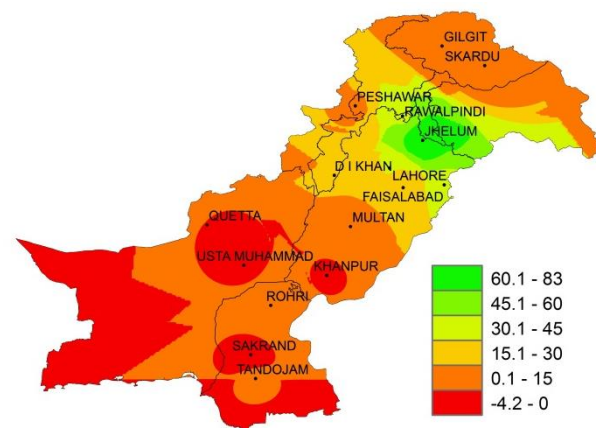 GILGIT
SKARDU
PESHAWAR
RAWALPINDI
JHELUM
D I KHAN
LAHORE
FAISALABAD
MULTAN
QUETTA
USTA MUHAMMAD
KHANPUR
ROHRI
SAKRAND
TANDOJAM
60.1 - 83
45.1 - 60
30.1 - 45
15.1 - 30
0.1 - 15
-4.2 - 0